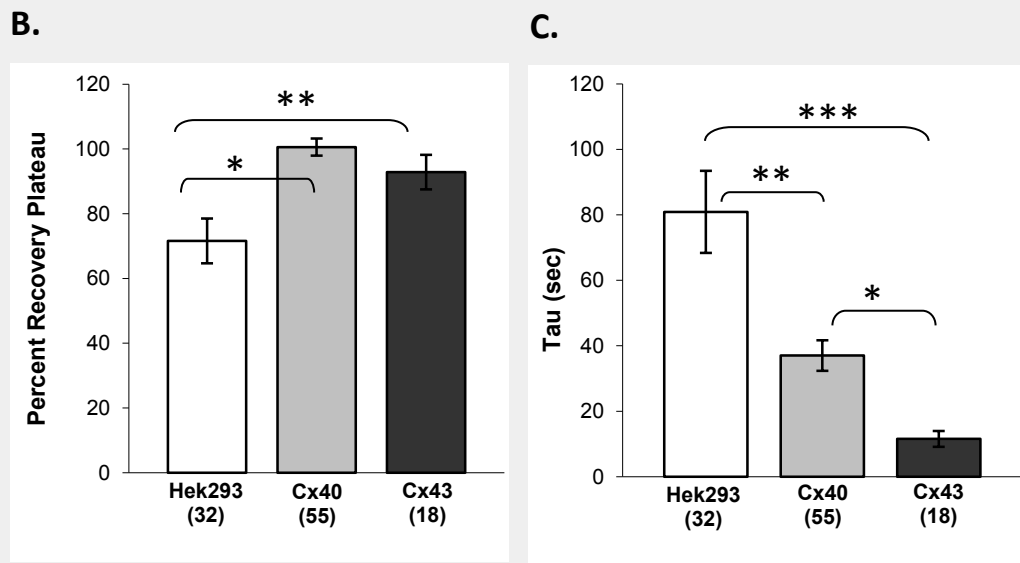 B.
120
100
80
60
40
20
0
Percent Recovery Plateau
**
*
Hek293 Cx40 Cx43
(32) (55) (18)
C.
120
100
80
60
40
20
0
Tau (sec)
***
**
*
Hek293 Cx40 Cx43
(32) (55) (18)